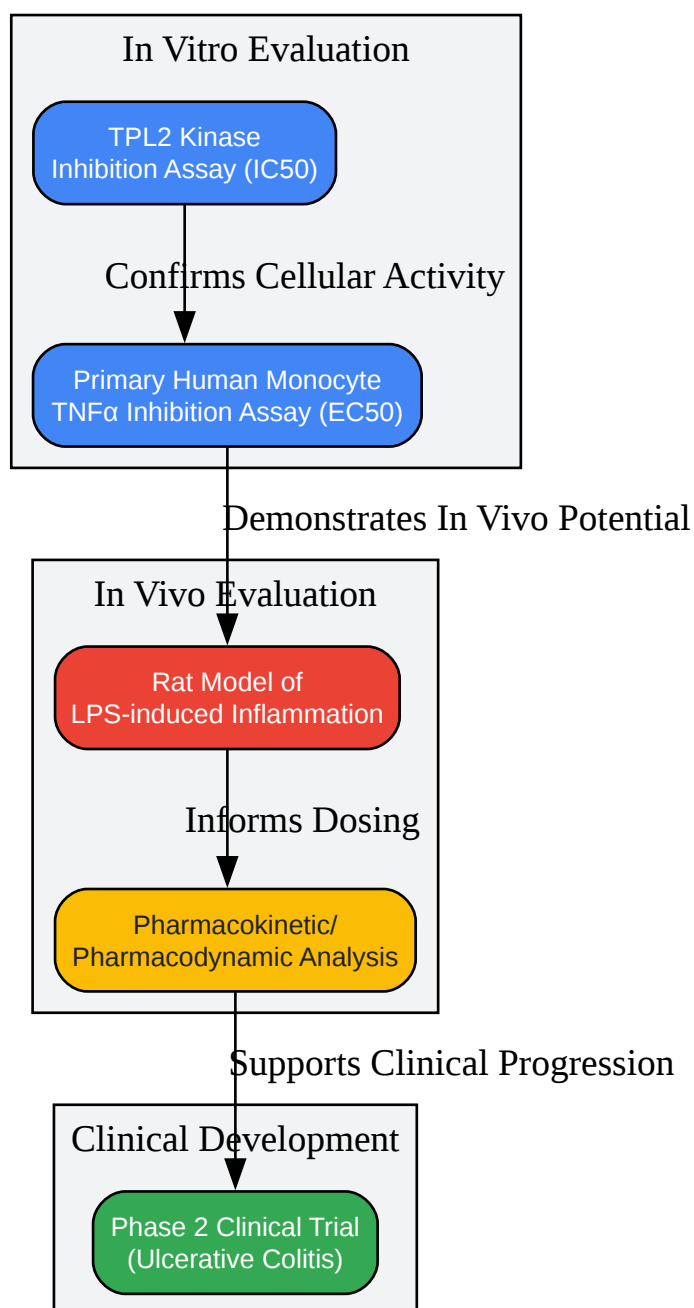 In Vitro Evaluation
TPL2 Kinase
Inhibition Assay (IC50)
Confirms Cellular Activity
Primary Human Monocyte
TNFα Inhibition Assay (EC50)
Demonstrates In Vivo Potential
In Vivo Evaluation
Rat Model of
LPS-induced Inflammation
Informs Dosing
Pharmacokinetic/
Pharmacodynamic Analysis
Supports Clinical Progression
Clinical Development
Phase 2 Clinical Trial
(Ulcerative Colitis)